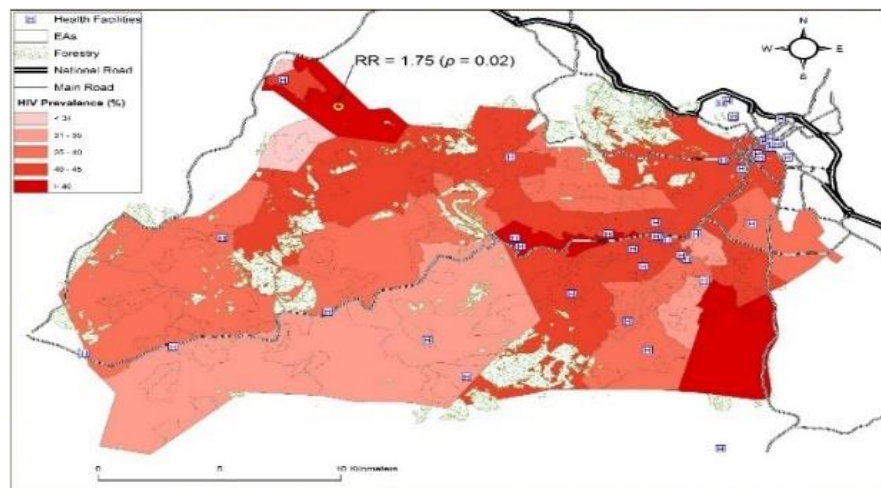 Health Facilities
EAs
Forestry
National Road
Main Road
HIV Prevalence (%)
< 31
31 - 35
35 - 40
40 - 45
> 45
RR = 1.75 (p = 0.02)
N
W
E
S
0
5
10 Kilometers